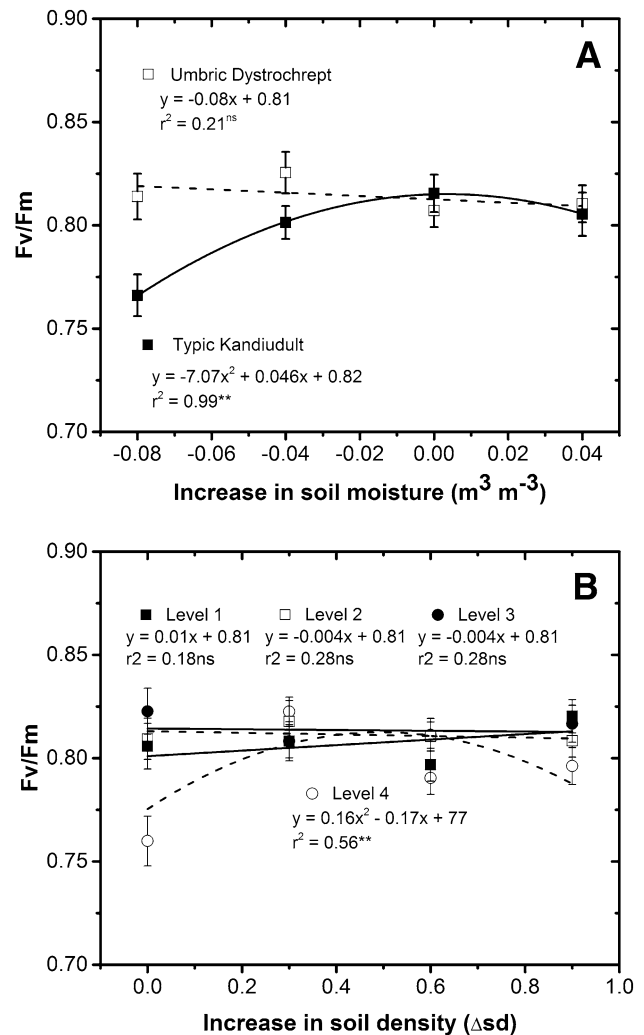 A
0.90
0.85
0.80
0.75
0.70
Fv/Fm
Umbric Dystrochrept
y = -0.08x + 0.81
r² = 0.21ⁿˢ
Typic Kandiudult
y = -7.07x² + 0.046x + 0.82
r² = 0.99**
-0.08 -0.06 -0.04 -0.02 0.00 0.02 0.04
Increase in soil moisture (m³ m⁻³)
B
0.90
0.85
0.80
0.75
0.70
Fv/Fm
Level 1 Level 2 Level 3
y = 0.01x + 0.81 y = -0.004x + 0.81 y = -0.004x + 0.81
r2 = 0.18ns r2 = 0.28ns r2 = 0.28ns
Level 4
y = 0.16x² - 0.17x + 77
r² = 0.56**
0.0 0.2 0.4 0.6 0.8 1.0
Increase in soil density (Δsd)